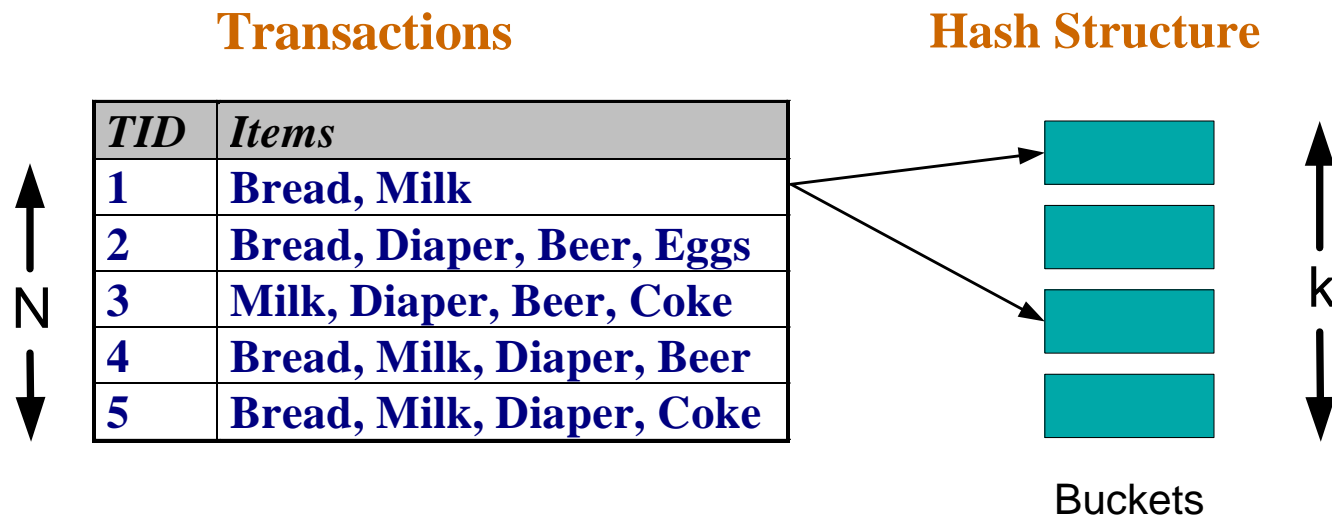 Transactions
Hash Structure
TID Items
1 Bread, Milk
2 Bread, Diaper, Beer, Eggs
3 Milk, Diaper, Beer, Coke
4 Bread, Milk, Diaper, Beer
5 Bread, Milk, Diaper, Coke
N
k
Buckets